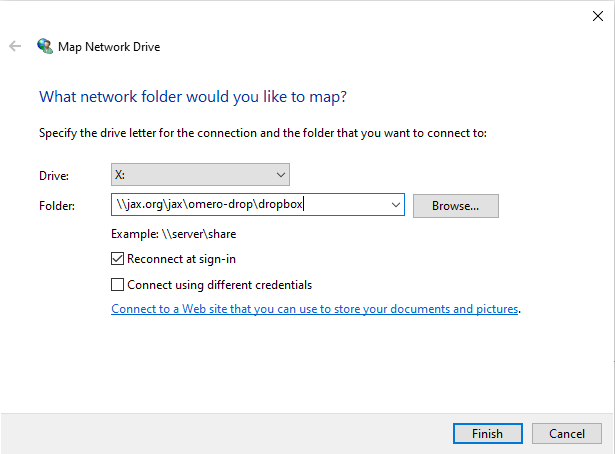 Map Network Drive
What network folder would you like to map?
Specify the drive letter for the connection and the folder that you want to connect to:
Drive: X:
Folder: \\jax.org\jax\omero-drop\dropbox Browse...
Example: \\server\share
Reconnect at sign-in
Connect using different credentials
Connect to a Web site that you can use to store your documents and pictures.
Finish Cancel